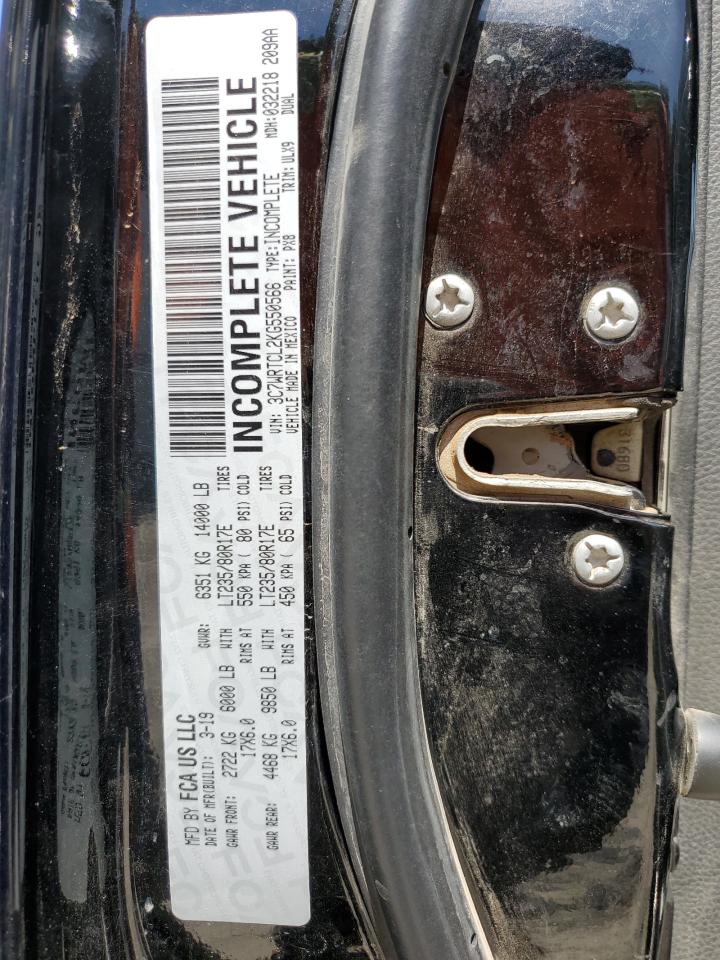 MFD BY FCA US LLC
DATE OF MFR(BUILT): 3-19 GVWR: 6351 KG 14000 LB
GAWR FRONT: 2722 KG 6000 LB WITH LT235/80R17E TIRES
17X6.0 RIMS AT 550 KPA ( 80 PSI) COLD
GAWR REAR: 4468 KG 9850 LB WITH LT235/80R17E TIRES
17X6.0 RIMS AT 450 KPA ( 65 PSI) COLD
INCOMPLETE VEHICLE
VIN: 3C7WRTCL2KG550566 TYPE:INCOMPLETE MDH:032218 209AA
VEHICLE MADE IN MEXICO PAINT: PX8 TRIM: ULX9 DUAL
31680